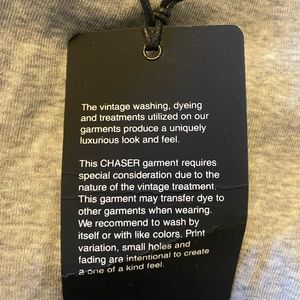 The vintage washing, dyeing
and treatments utilized on our
garments produce a uniquely
luxurious look and feel.
This CHASER garment requires
special consideration due to the
nature of the vintage treatment.
This garment may transfer dye to
other garments when wearing.
We recommend to wash by
itself or with like colors. Print
variation, small holes and
fading are intentional to create
a one of a kind feel.